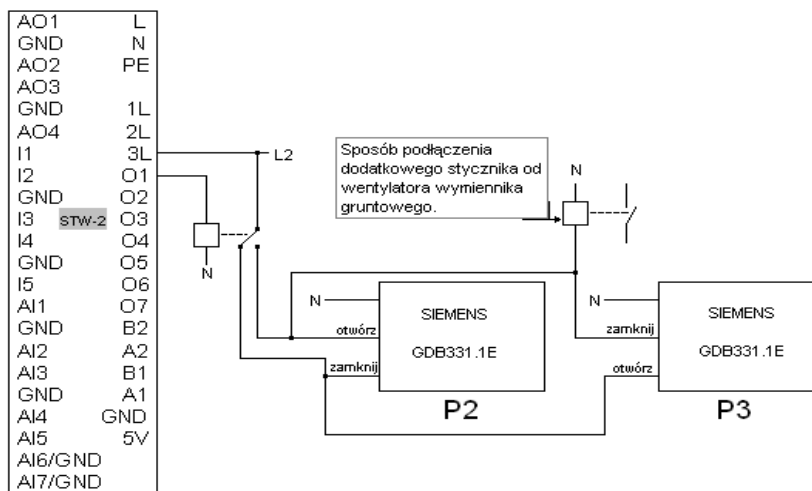 AO1 L
GND N
AO2 PE
AO3
GND 1L
AO4 2L
I1 3L
I2 O1
GND O2
I3 STW-2 O3
I4 O4
GND O5
I5 O6
AI1 O7
GND B2
AI2 A2
AI3 B1
GND A1
AI4 GND
AI5 5V
AI6/GND
AI7/GND
L2
N
Sposób podłączenia
dodatkowego stycznika od
wentylatora wymiennika
gruntowego.
N
N
otwórz
zamknij
SIEMENS
GDB331.1E
P2
N
zamknij
otwórz
SIEMENS
GDB331.1E
P3